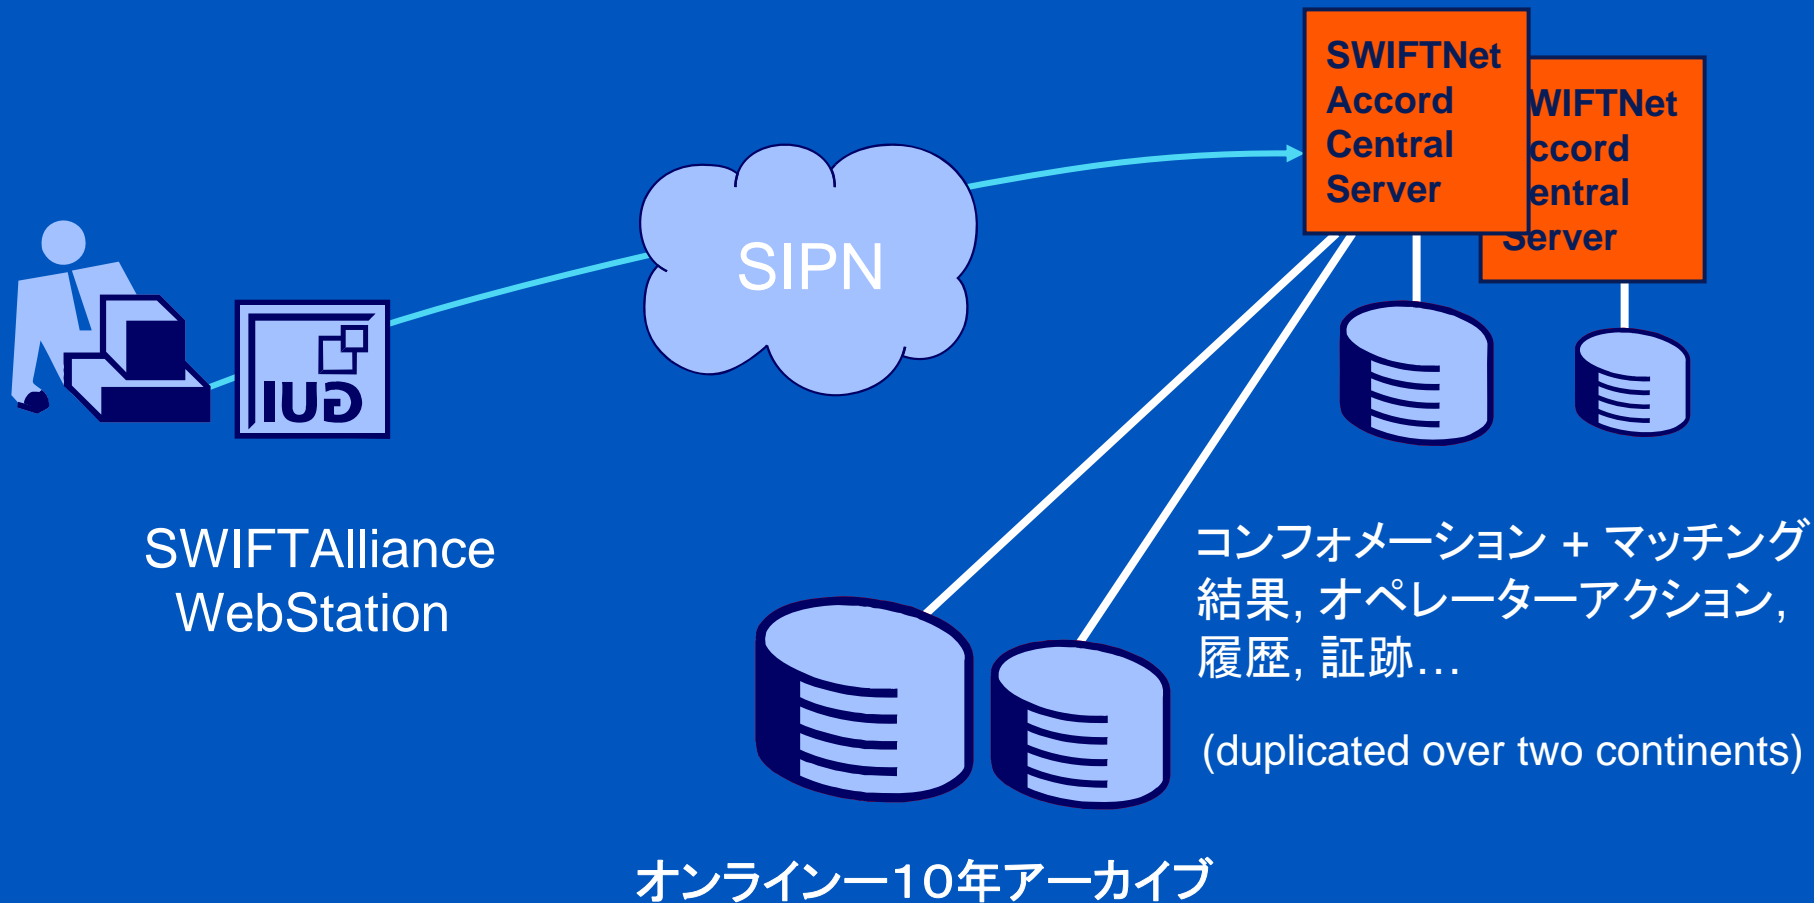 SWIFTNet
Accord
Central
Server
WIFTNet
ccord
entral
Server
SIPN
GUI
SWIFTAlliance
WebStation
コンフォメーション + マッチング
結果, オペレーターアクション,
履歴, 証跡…
(duplicated over two continents)
オンラインー１０年アーカイブ